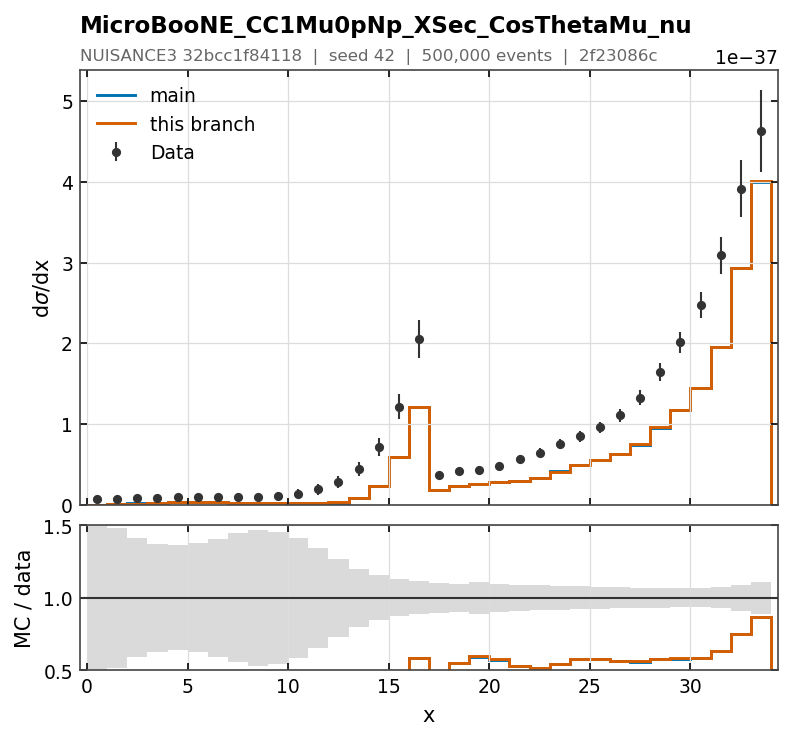 MicroBooNE_CC1Mu0pNp_XSec_CosThetaMu_nu
NUISANCE3 32bcc1f84118 | seed 42 | 500,000 events | 2f23086c
1e−37
main
this branch
Data
dσ/dx
5
4
3
2
1
0
MC / data
1.5
1.0
0.5
0 5 10 15 20 25 30
x